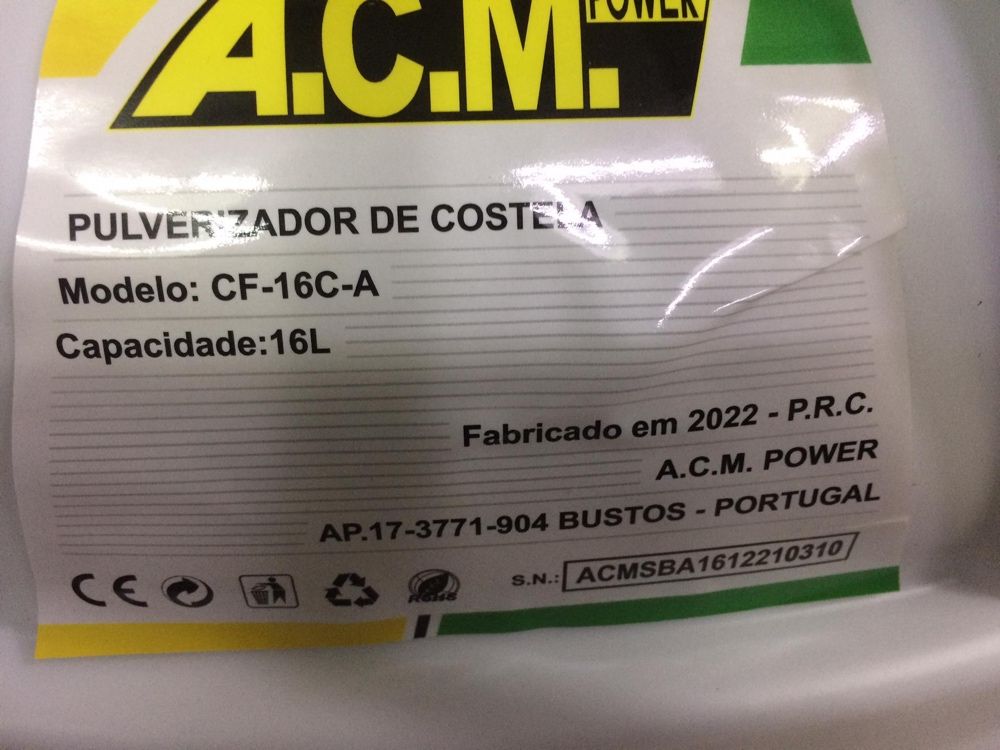 A.C.M. POWER
PULVERIZADOR DE COSTELA
Modelo: CF-16C-A
Capacidade:16L
Fabricado em 2022 - P.R.C.
A.C.M. POWER
AP.17-3771-904 BUSTOS - PORTUGAL
CE
RoHS
S.N.: ACMSBA1612210310